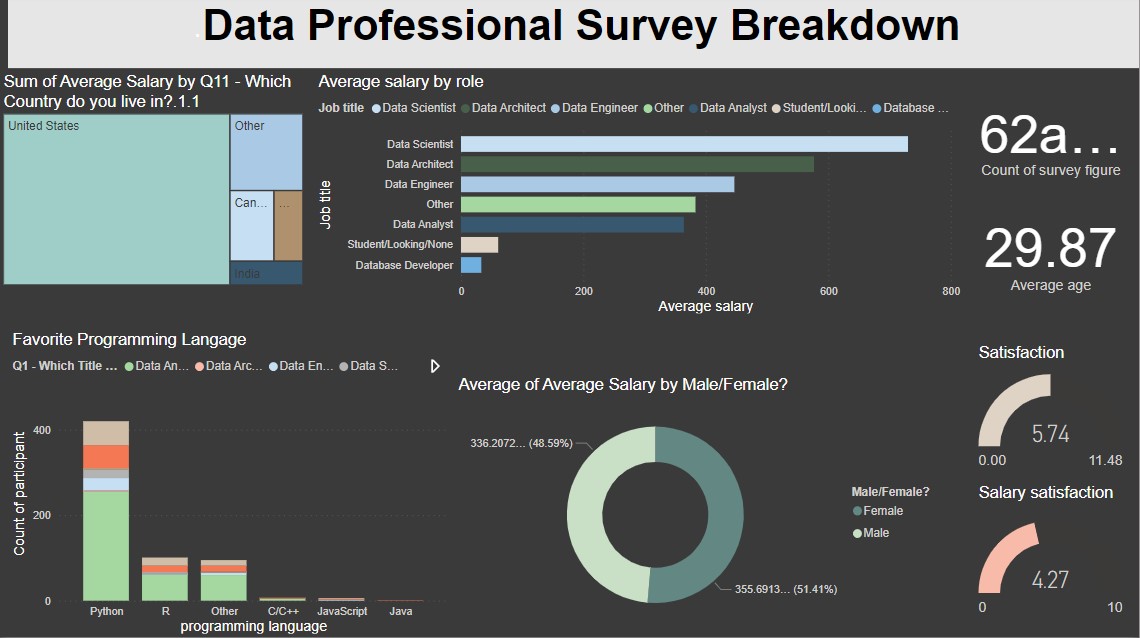 Data Professional Survey Breakdown
Sum of Average Salary by Q11 - Which
Country do you live in?.1.1
United States
Other
Can...
...
India
Average salary by role
Job title
Data Scientist
Data Architect
Data Engineer
Other
Data Analyst
Student/Looki...
Database ...
Job title
Data Scientist
Data Architect
Data Engineer
Other
Data Analyst
Student/Looking/None
Database Developer
0
200
400
600
800
Average salary
62a...
Count of survey figure
29.87
Average age
Favorite Programming Langage
Q1 - Which Title ...
Data An...
Data Arc...
Data En...
Data S...
Count of participant
400
200
0
Python
R
Other
C/C++
JavaScript
Java
programming language
Average of Average Salary by Male/Female?
336.2072... (48.59%)
355.6913... (51.41%)
Male/Female?
Female
Male
Satisfaction
5.74
0.00
11.48
Salary satisfaction
4.27
0
10